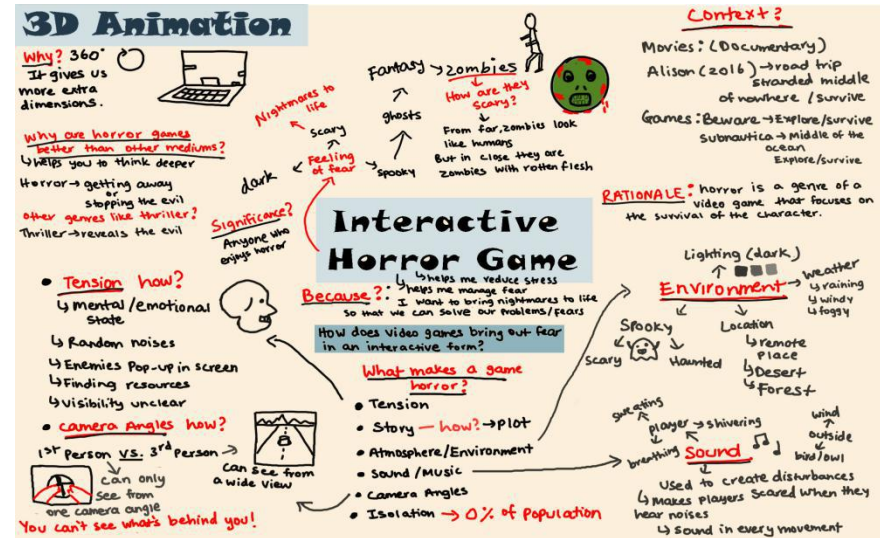 3D Animation
Why? 360°
It gives us
more extra
dimensions.
Why are horror games
better than other mediums?
↳ helps you to think deeper
Horror → getting away
or
stopping the evil
other genres like thriller?
Thriller → reveals the evil
Significance?
Anyone who
enjoys horror
Nightmares to
life
scary
dark
Feeling
of fear
spooky
ghosts
Fantasy → zombies
How are they
scary?
From far, zombies look
like humans
But in close they are
zombies with rotten flesh
Context?
Movies: (Documentary)
Alison (2016) → road trip
stranded middle
of nowhere / survive
Games: Beware → Explore/survive
Subnautica → Middle of the
ocean
Explore/survive
RATIONALE: horror is a genre of a
video game that focuses on
the survival of the character.
Interactive
Horror Game
Because?: ↳ helps me reduce stress
↳ helps me manage fear
I want to bring nightmares to life
so that we can solve our problems/fears
How does video games bring out fear
in an interactive form?
What makes a game
horror?
• Tension
• Story — how? → Plot
• Atmosphere/Environment
• Sound/Music
• Camera Angles
• Isolation → 0% of population
• Tension how?
↳ Mental/emotional
state
↳ Random noises
↳ Enemies Pop-up in screen
↳ Finding resources
↳ Visibility unclear
• Camera Angles how?
1st Person VS. 3rd Person →
can see from
a wide view
can only
see from
one camera angle
You can't see what's behind you!
Lighting (dark)
Environment
weather
↳ raining
↳ windy
↳ foggy
Spooky
scary
Haunted
Location
↳ remote
place
↳ Desert
↳ Forest
sweating
player → shivering
breathing
Sound
wind
outside
bird/owl
used to create disturbances
↳ Makes players scared when they
hear noises
↳ Sound in every movement